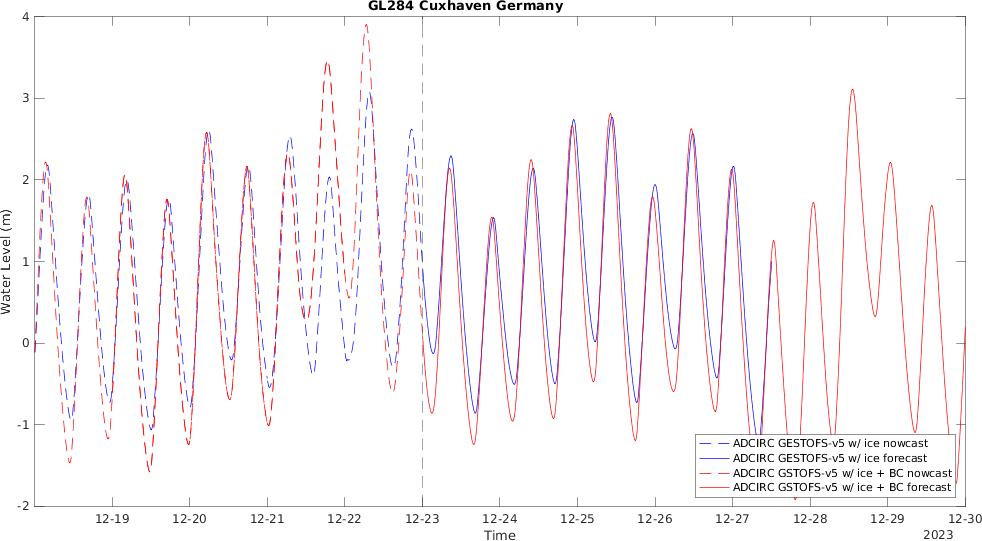 GL284 Cuxhaven Germany
4
3
2
1
0
-1
-2
Water Level (m)
ADCIRC GESTOFS-v5 w/ ice nowcast
ADCIRC GESTOFS-v5 w/ ice forecast
ADCIRC GSTOFS-v5 w/ ice + BC nowcast
ADCIRC GSTOFS-v5 w/ ice + BC forecast
12-19 12-20 12-21 12-22 12-23 12-24 12-25 12-26 12-27 12-28 12-29 12-30
Time
2023